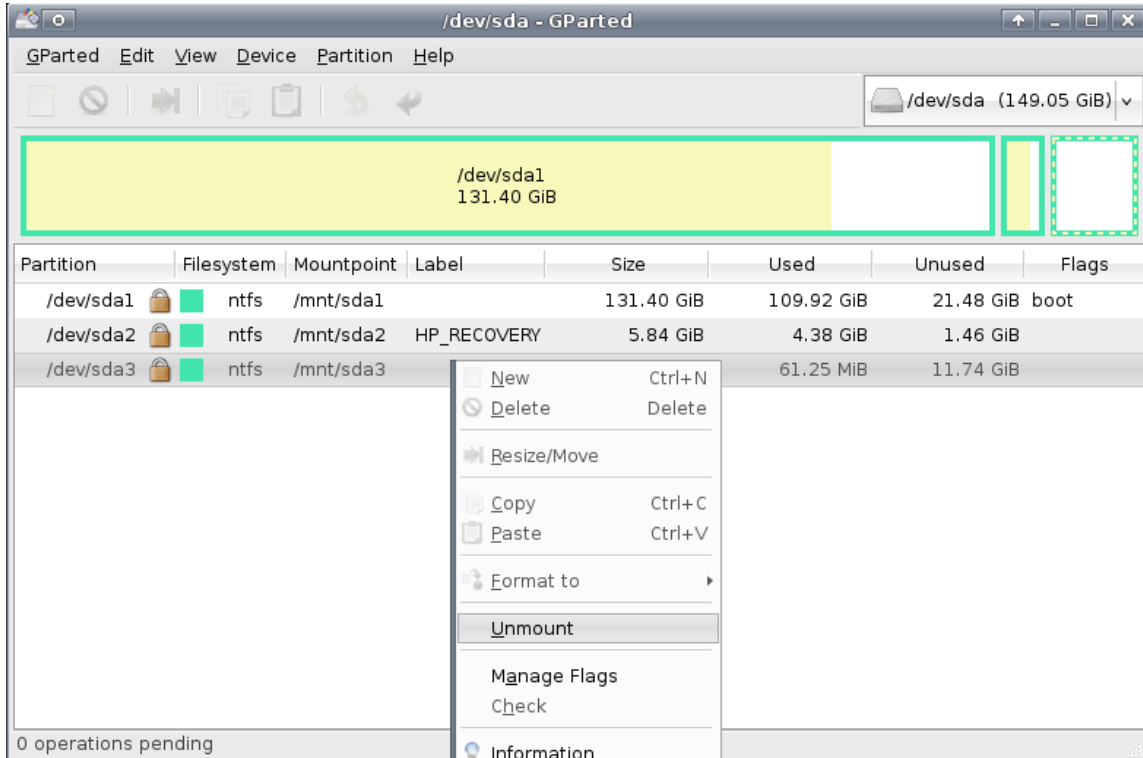 /dev/sda - GParted
GParted Edit View Device Partition Help
/dev/sda (149.05 GiB)
/dev/sda1
131.40 GiB
Partition Filesystem Mountpoint Label Size Used Unused Flags
/dev/sda1 ntfs /mnt/sda1 131.40 GiB 109.92 GiB 21.48 GiB boot
/dev/sda2 ntfs /mnt/sda2 HP_RECOVERY 5.84 GiB 4.38 GiB 1.46 GiB
/dev/sda3 ntfs /mnt/sda3 61.25 MiB 11.74 GiB
New Ctrl+N
Delete Delete
Resize/Move
Copy Ctrl+C
Paste Ctrl+V
Format to
Unmount
Manage Flags
Check
Information
0 operations pending